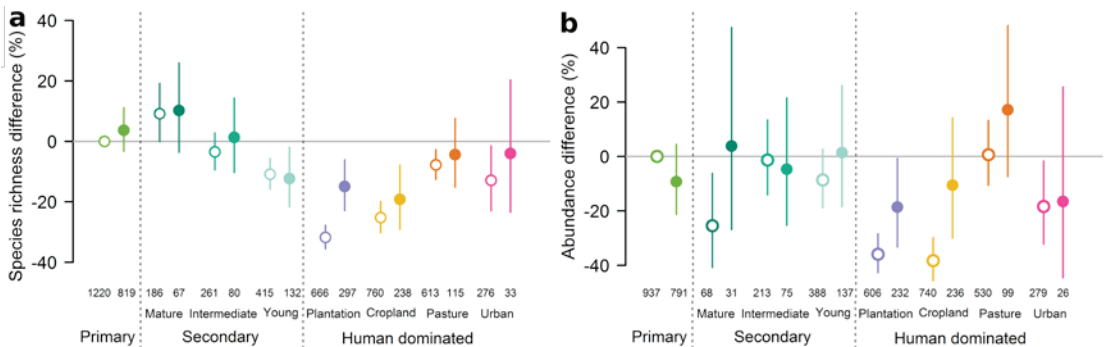 a
Species richness difference (%)
40
20
0
-20
-40
1220 819 186 67 261 80 415 132 666 297 760 238 613 115 276 33
Mature Intermediate Young Plantation Cropland Pasture Urban
Primary Secondary Human dominated
b
Abundance difference (%)
40
20
0
-20
-40
937 791 68 31 213 75 388 137 606 232 740 236 530 99 279 26
Mature Intermediate Young Plantation Cropland Pasture Urban
Primary Secondary Human dominated